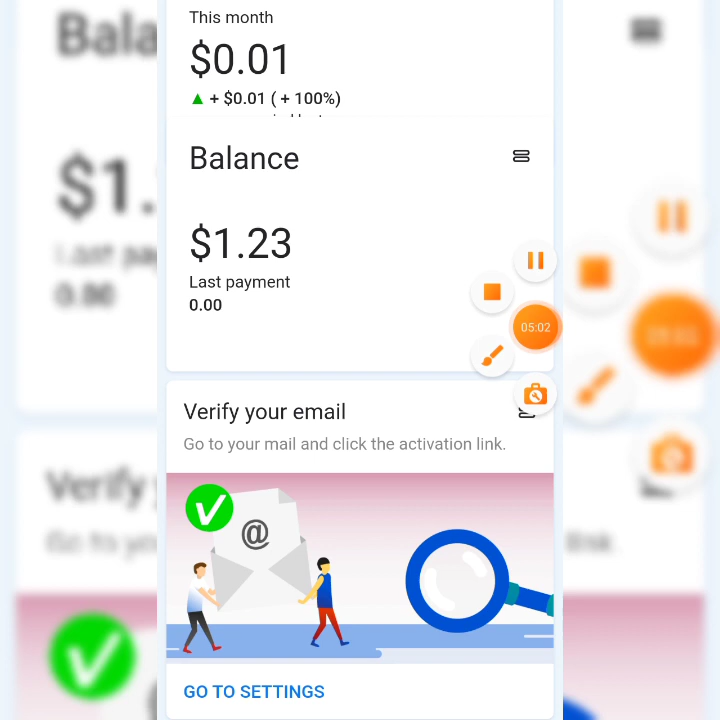 This month
$0.01
▲ + $0.01 ( + 100%)
Balance
$1.23
Last payment
0.00
05:02
Verify your email
Go to your mail and click the activation link.
@
GO TO SETTINGS